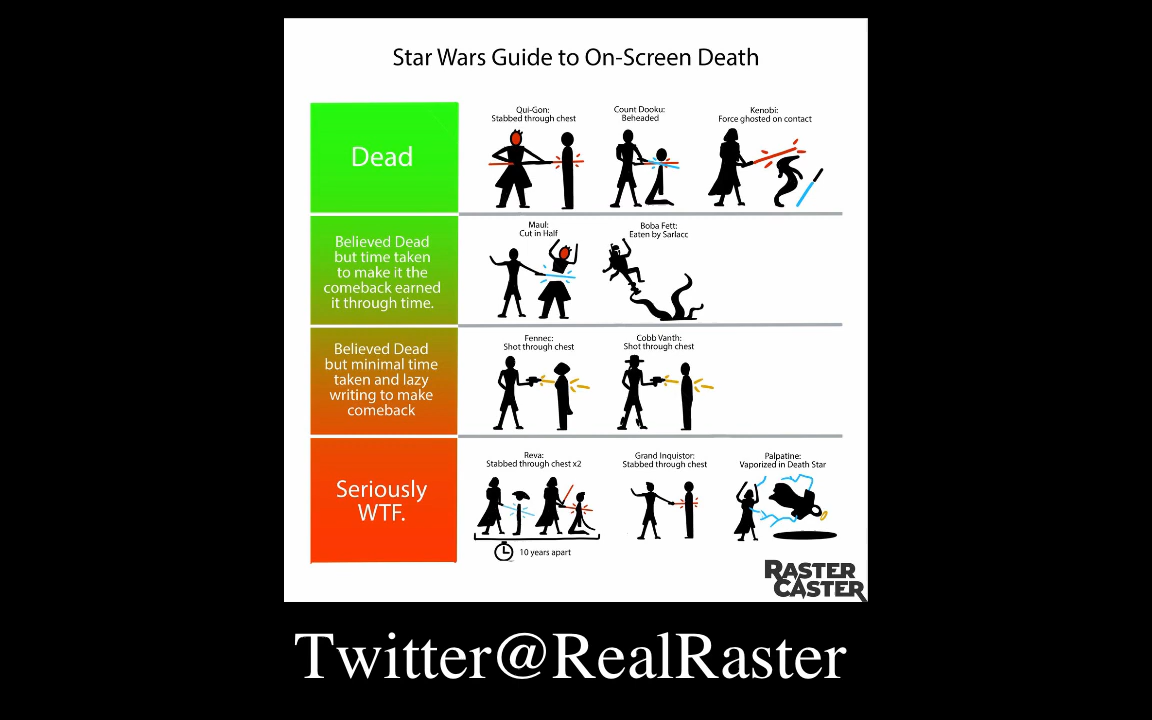 Star Wars Guide to On-Screen Death
Dead
Qui-Gon:
Stabbed through chest
Count Dooku:
Beheaded
Kenobi:
Force ghosted on contact
Believed Dead
but time taken
to make it the
comeback earned
it through time.
Maul:
Cut in Half
Boba Fett:
Eaten by Sarlacc
Believed Dead
but minimal time
taken and lazy
writing to make
comeback
Fennec:
Shot through chest
Cobb Vanth:
Shot through chest
Seriously
WTF.
Reva:
Stabbed through chest x2
10 years apart
Grand Inquistor:
Stabbed through chest
Palpatine:
Vaporized in Death Star
RASTER
CASTER
Twitter@RealRaster